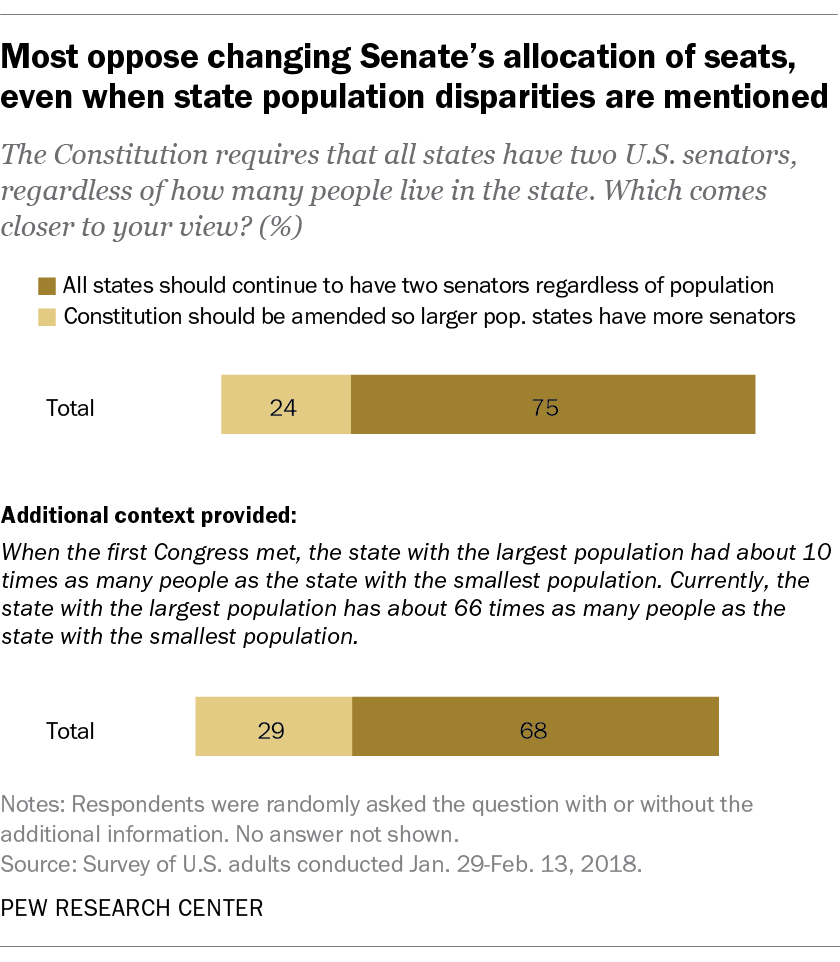 Most oppose changing Senate’s allocation of seats,
even when state population disparities are mentioned
The Constitution requires that all states have two U.S. senators,
regardless of how many people live in the state. Which comes
closer to your view? (%)
All states should continue to have two senators regardless of population
Constitution should be amended so larger pop. states have more senators
Total 24 75
Additional context provided:
When the first Congress met, the state with the largest population had about 10
times as many people as the state with the smallest population. Currently, the
state with the largest population has about 66 times as many people as the
state with the smallest population.
Total 29 68
Notes: Respondents were randomly asked the question with or without the
additional information. No answer not shown.
Source: Survey of U.S. adults conducted Jan. 29-Feb. 13, 2018.
PEW RESEARCH CENTER